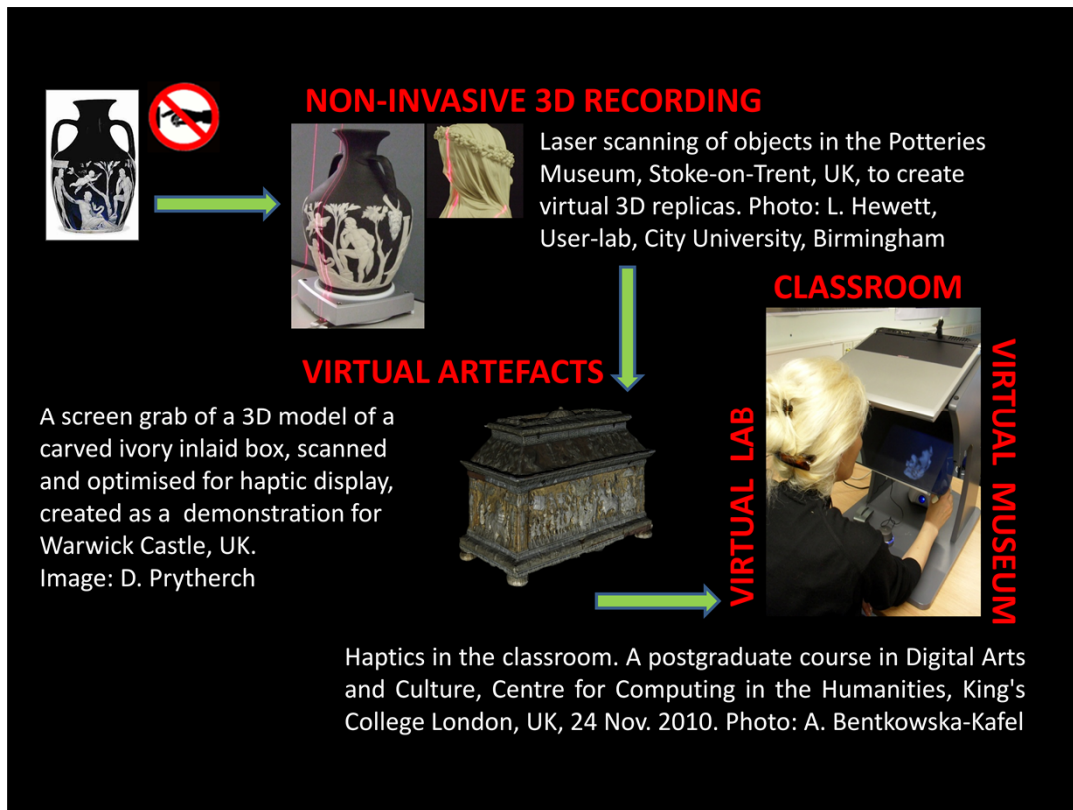 NON-INVASIVE 3D RECORDING
Laser scanning of objects in the Potteries
Museum, Stoke-on-Trent, UK, to create
virtual 3D replicas. Photo: L. Hewett,
User-lab, City University, Birmingham
CLASSROOM
VIRTUAL ARTEFACTS
A screen grab of a 3D model of a
carved ivory inlaid box, scanned
and optimised for haptic display,
created as a demonstration for
Warwick Castle, UK.
Image: D. Prytherch
VIRTUAL LAB
VIRTUAL MUSEUM
Haptics in the classroom. A postgraduate course in Digital Arts
and Culture, Centre for Computing in the Humanities, King's
College London, UK, 24 Nov. 2010. Photo: A. Bentkowska-Kafel